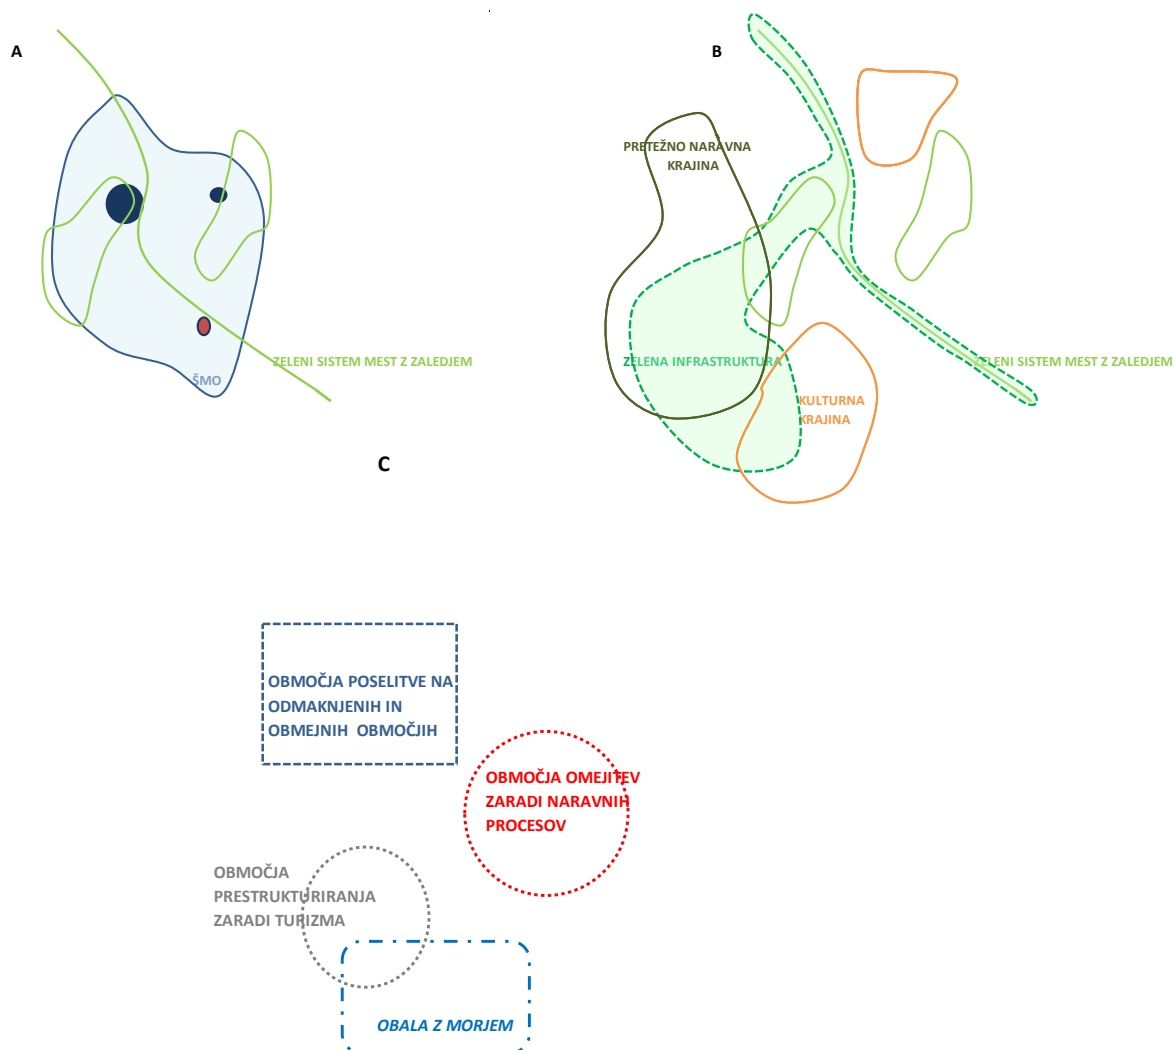 A
ZELENI SISTEM MEST Z ZALEDJEM
ŠMO
B
PRETEŽNO NARAVNA
KRAJINA
ZELENA INFRASTRUKTURA
ZELENI SISTEM MEST Z ZALEDJEM
KULTURNA
KRAJINA
C
OBMOČJA POSELITVE NA
ODMAKNJENIH IN
OBMEJNIH OBMOČJIH
OBMOČJA OMEJITEV
ZARADI NARAVNIH
PROCESOV
OBMOČJA
PRESTRUKTURIRANJA
ZARADI TURIZMA
OBALA Z MORJEM